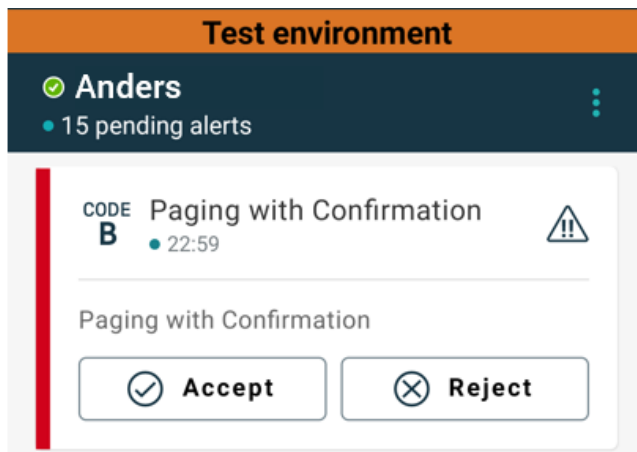 Test environment
Anders
15 pending alerts
CODE B
Paging with Confirmation
22:59
Paging with Confirmation
Accept
Reject